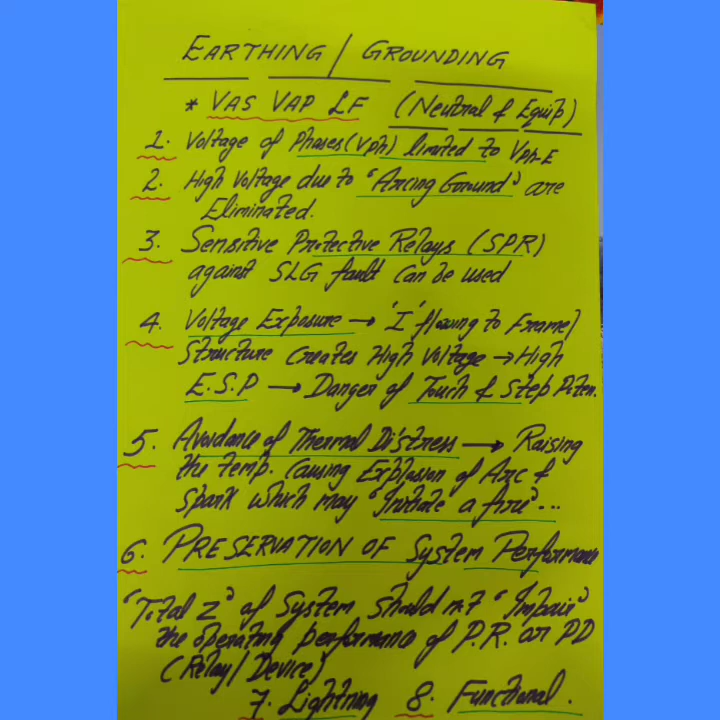 EARTHING / GROUNDING
* VAS VAP LF (Neutral & Equip)
1. Voltage of Phases (Vph) limited to Vph-E
2. High Voltage due to "Arcing Ground" are
Eliminated.
3. Sensitive Protective Relays (SPR)
against SLG fault can be used
4. Voltage Exposure → 'I' flowing to Frame/
Structure Creates High Voltage → High
E.S.P → Danger of Touch & Step Poten.
5. Avoidance of Thermal Distress → Raising
the temp. Causing Explosion of Arc &
Spark which may "Initiate a fire"...
6. PRESERVATION OF System Performance
"Total Z" of System should not "Impair"
the operating performance of P.R. or PD
(Relay/Device)
7. Lightning 8. Functional.